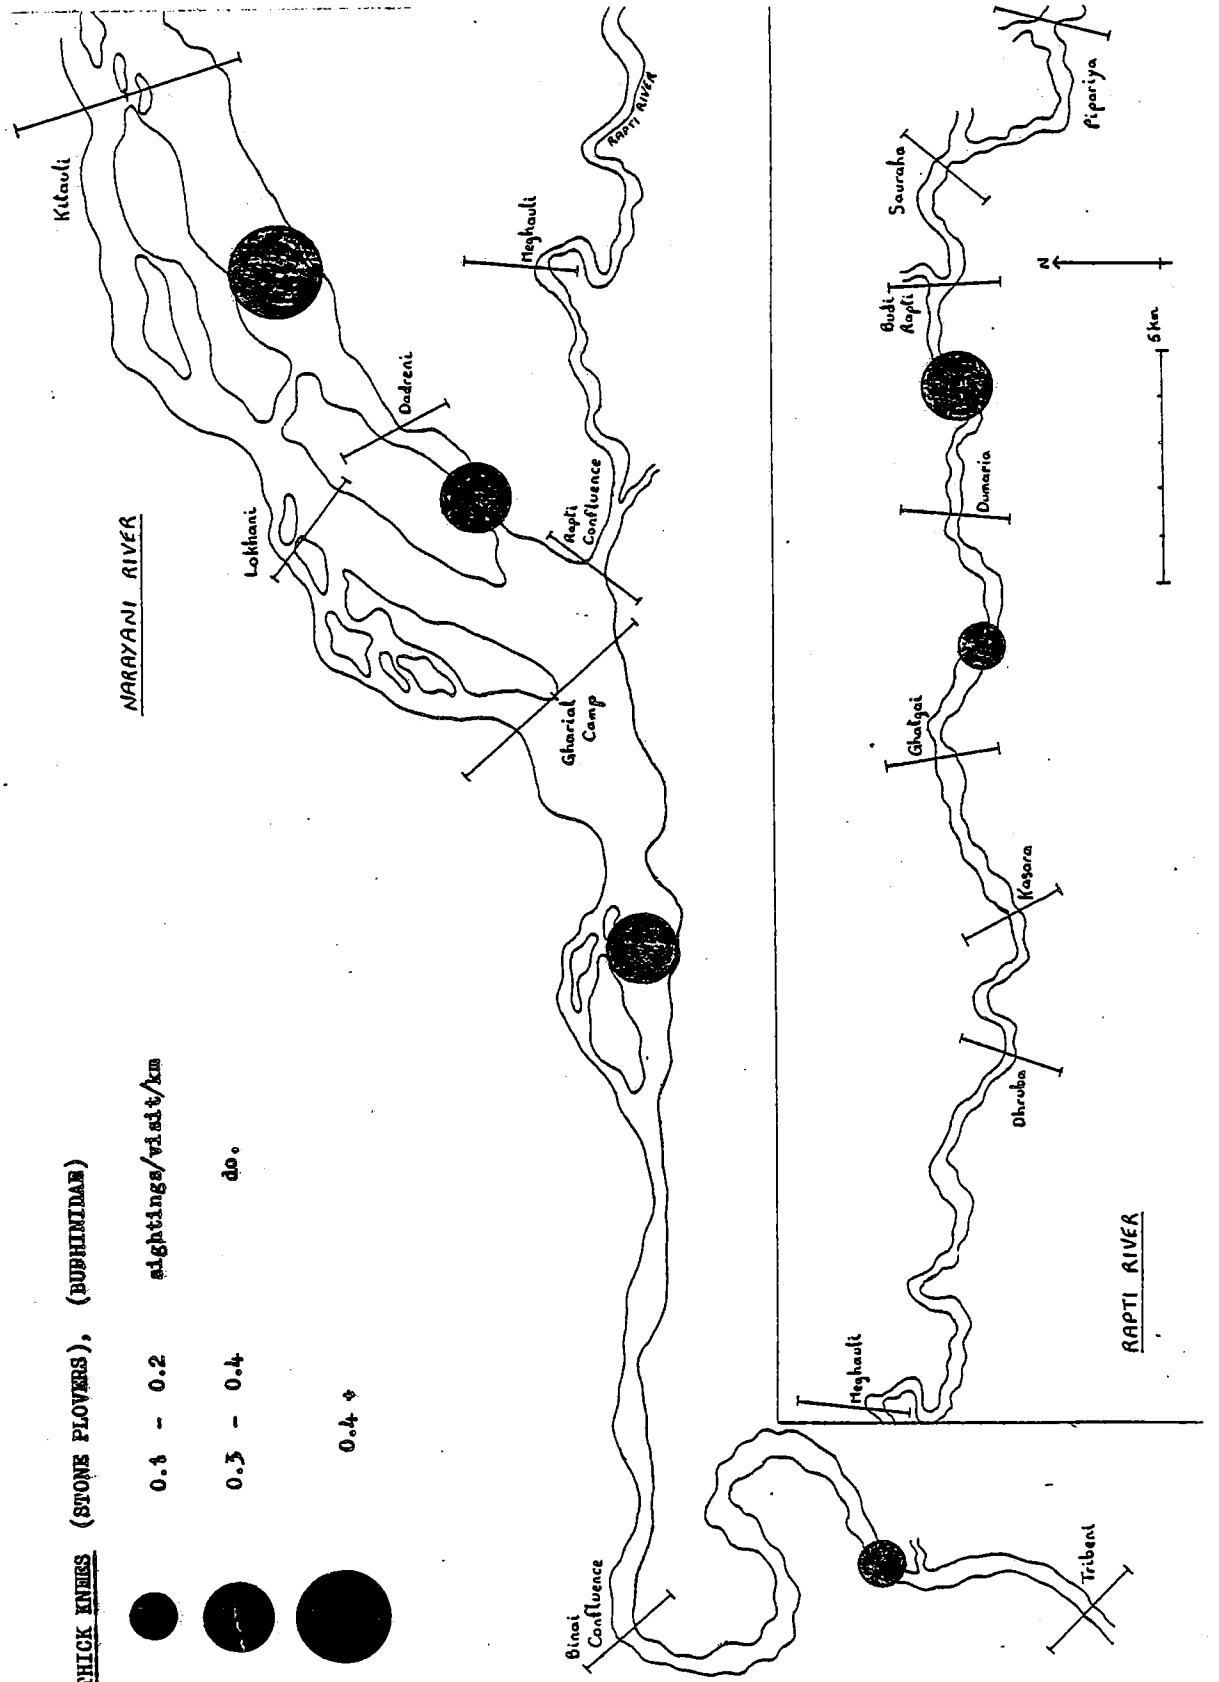 THICK KNEES (STONE PLOVERS), (BURHINIDAE)
0.1 - 0.2 sightings/visit/km
0.3 - 0.4 do.
0.4 +
NARAYANI RIVER
Kitauli
Lokhani
Dadreni
Gharial
Camp
Rapti
Confluence
Meghauli
RAPTI RIVER
Binai
Confluence
Tribeni
RAPTI RIVER
Meghauli
Dhruba
Kasara
Ghatgai
Dumaria
Budi
Rapti
Sauraha
Pipariya
N
5km